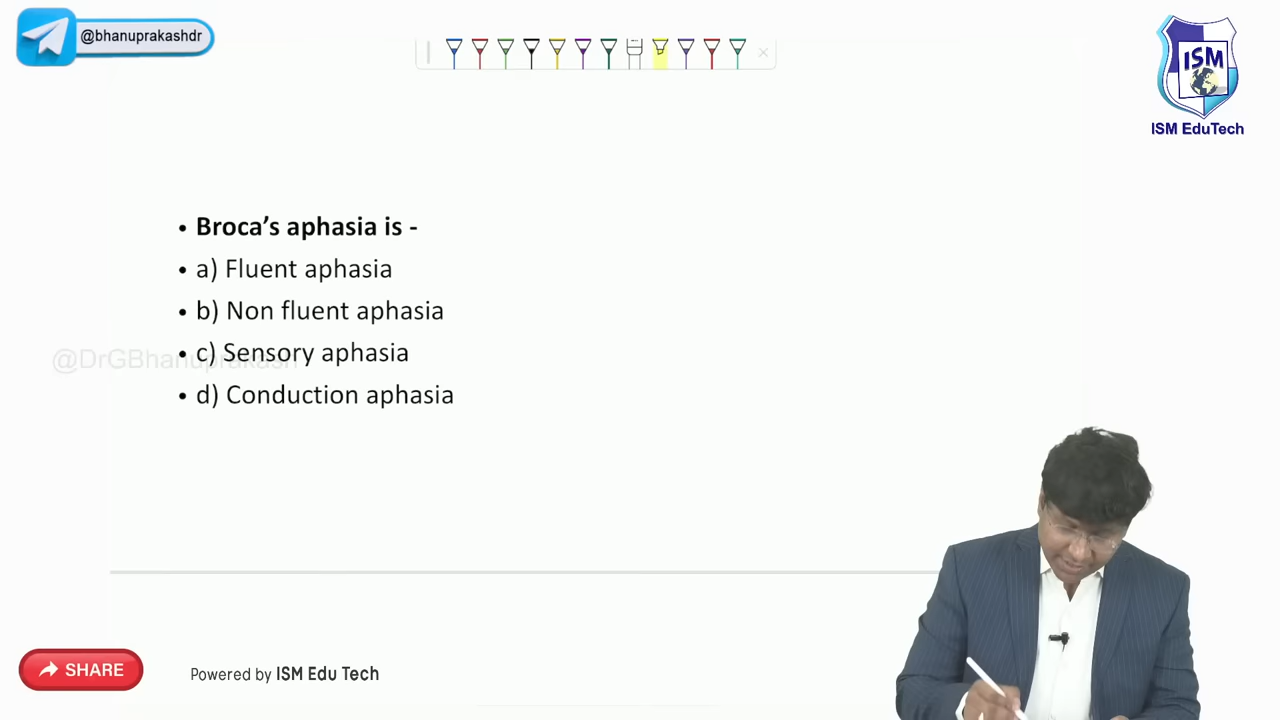 @bhanuprakashdr
ISM
ISM EduTech
• Broca’s aphasia is -
• a) Fluent aphasia
• b) Non fluent aphasia
@DrGBhanuprakash
• c) Sensory aphasia
• d) Conduction aphasia
SHARE
Powered by ISM Edu Tech